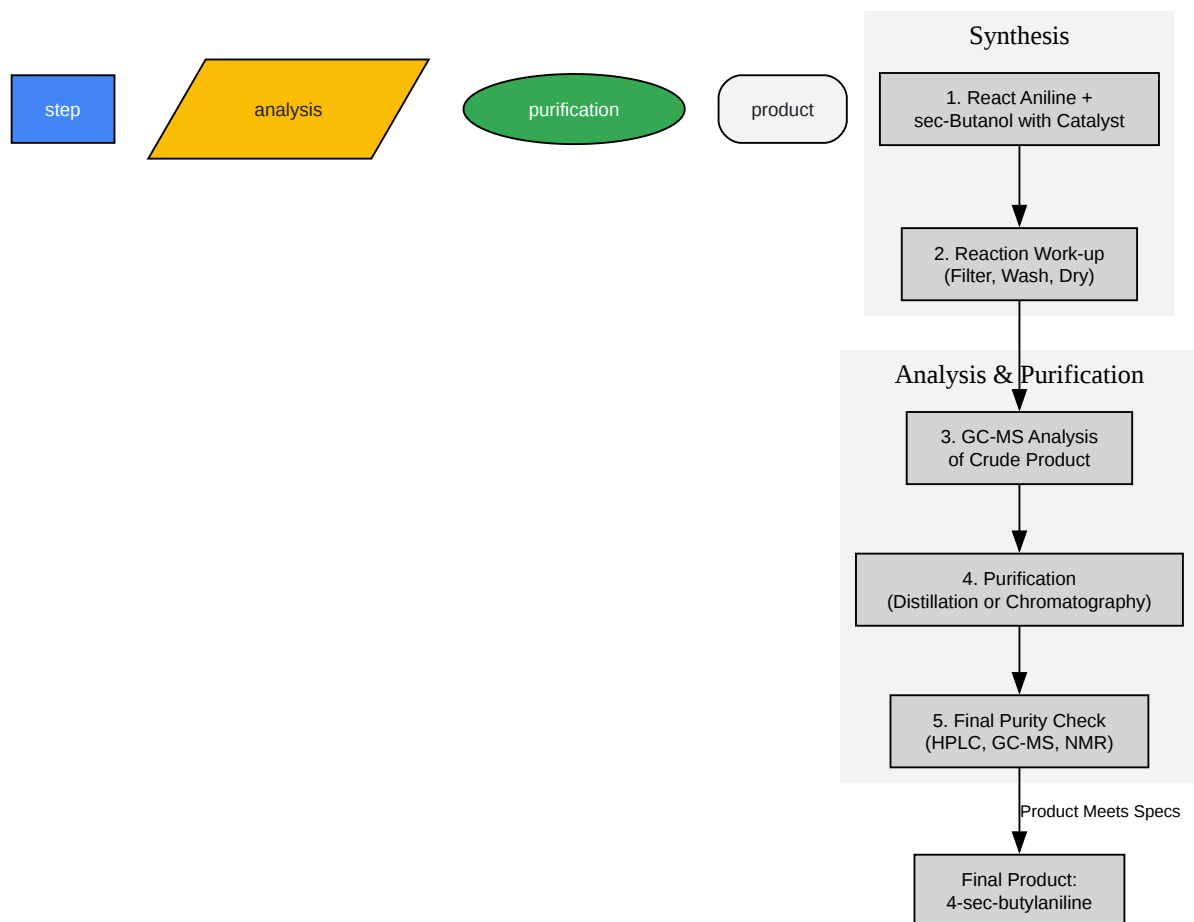 step
analysis
purification
product
Synthesis
1. React Aniline +
sec-Butanol with Catalyst
2. Reaction Work-up
(Filter, Wash, Dry)
Analysis & Purification
3. GC-MS Analysis
of Crude Product
4. Purification
(Distillation or Chromatography)
5. Final Purity Check
(HPLC, GC-MS, NMR)
Product Meets Specs
Final Product:
4-sec-butylaniline